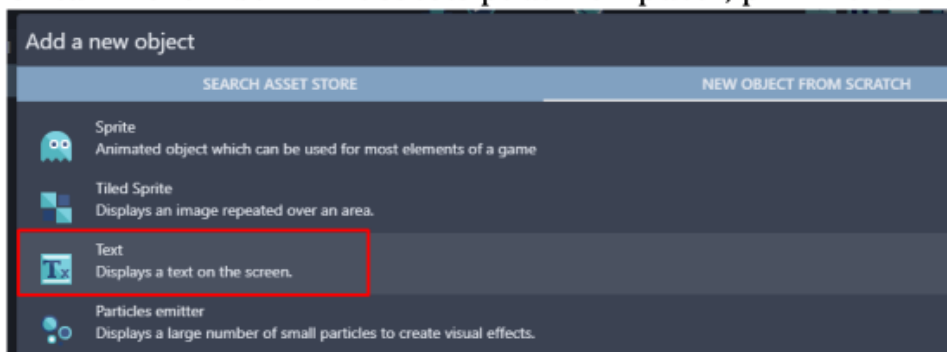 Add a new object
SEARCH ASSET STORE
NEW OBJECT FROM SCRATCH
Sprite
Animated object which can be used for most elements of a game
Tiled Sprite
Displays an image repeated over an area.
Text
Tx
Displays a text on the screen.
Particles emitter
Displays a large number of small particles to create visual effects.